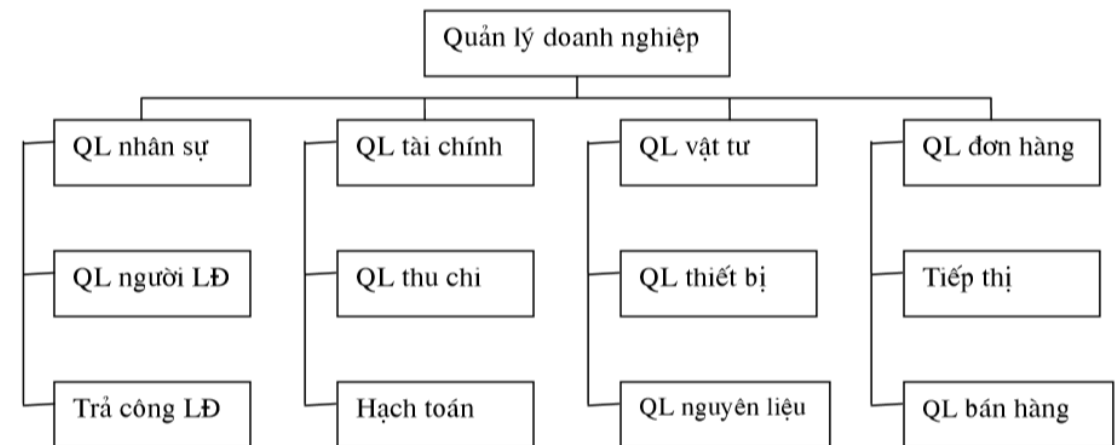 Quản lý doanh nghiệp
QL nhân sự
QL tài chính
QL vật tư
QL đơn hàng
QL người LĐ
QL thu chi
QL thiết bị
Tiếp thị
Trả công LĐ
Hạch toán
QL nguyên liệu
QL bán hàng